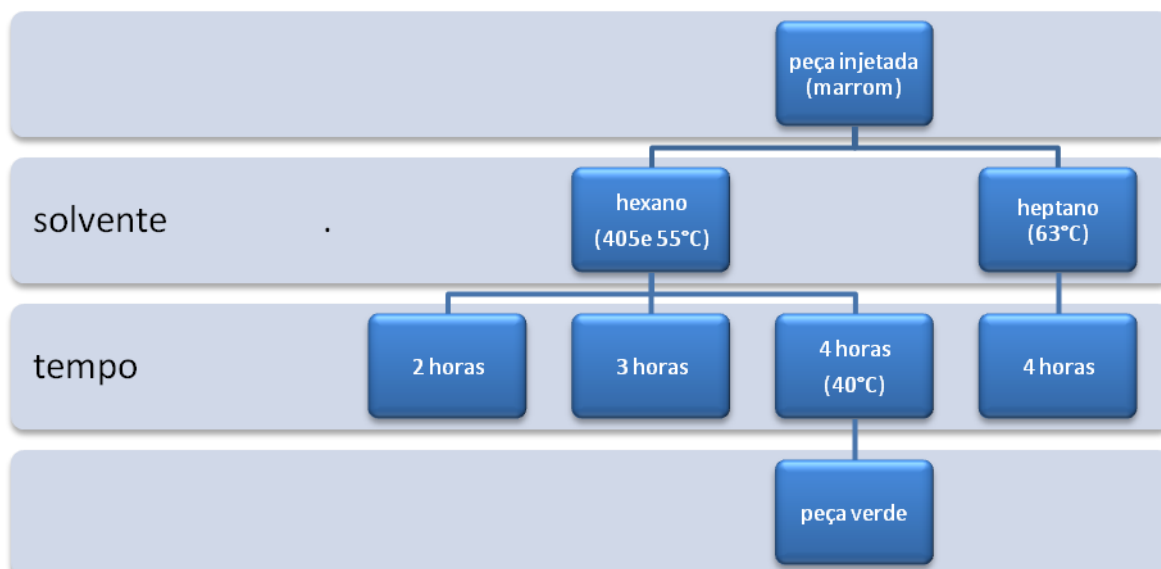 peça injetada
(marrom)
solvente .
hexano
(405e 55°C)
heptano
(63°C)
tempo
2 horas
3 horas
4 horas
(40°C)
4 horas
peça verde